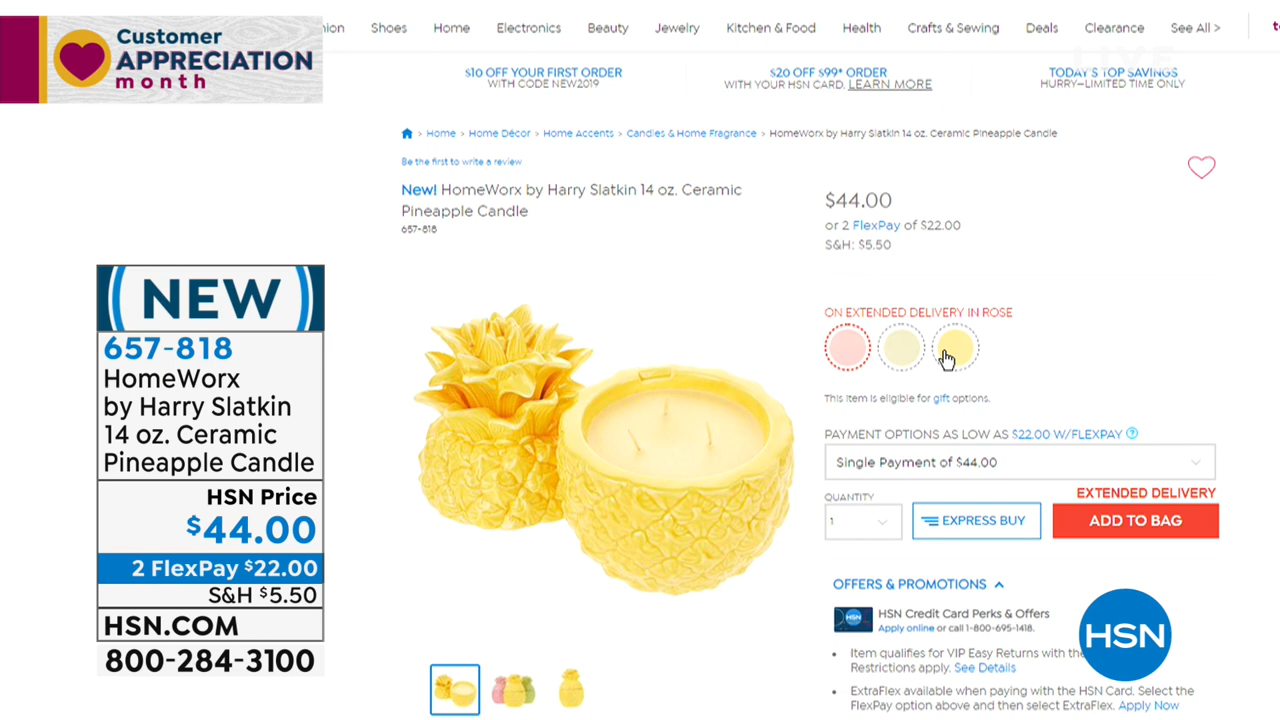 Customer
APPRECIATION
month
Shoes
Home
Electronics
Beauty
Jewelry
Kitchen & Food
Health
Crafts & Sewing
Deals
Clearance
See All >
LIVE
$10 OFF YOUR FIRST ORDER
WITH CODE NEW2019
$20 OFF $99* ORDER
WITH YOUR HSN CARD. LEARN MORE
TODAY'S TOP SAVINGS
HURRY—LIMITED TIME ONLY
> Home > Home Décor > Home Accents > Candles & Home Fragrance > HomeWorx by Harry Slatkin 14 oz. Ceramic Pineapple Candle
Be the first to write a review
New! HomeWorx by Harry Slatkin 14 oz. Ceramic
Pineapple Candle
657-818
$44.00
or 2 FlexPay of $22.00
S&H: $5.50
ON EXTENDED DELIVERY IN ROSE
This item is eligible for gift options.
PAYMENT OPTIONS AS LOW AS $22.00 W/FLEXPAY ?
Single Payment of $44.00
QUANTITY
1
EXPRESS BUY
EXTENDED DELIVERY
ADD TO BAG
OFFERS & PROMOTIONS
HSN
HSN Credit Card Perks & Offers
Apply online or call 1-800-695-1418.
• Item qualifies for VIP Easy Returns with the
Restrictions apply. See Details
• ExtraFlex available when paying with the HSN Card. Select the
FlexPay option above and then select ExtraFlex. Apply Now
HSN
NEW
657-818
HomeWorx
by Harry Slatkin
14 oz. Ceramic
Pineapple Candle
HSN Price
$44.00
2 FlexPay $22.00
S&H $5.50
HSN.COM
800-284-3100